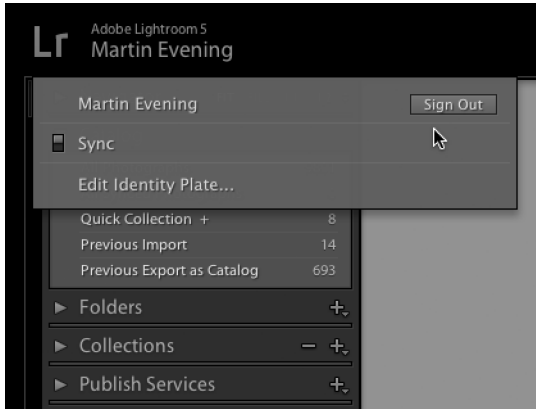 Lr
Adobe Lightroom 5
Martin Evening
Martin Evening Sign Out
Sync
Edit Identity Plate...
Quick Collection + 8
Previous Import 14
Previous Export as Catalog 693
Folders +
Collections − +
Publish Services +